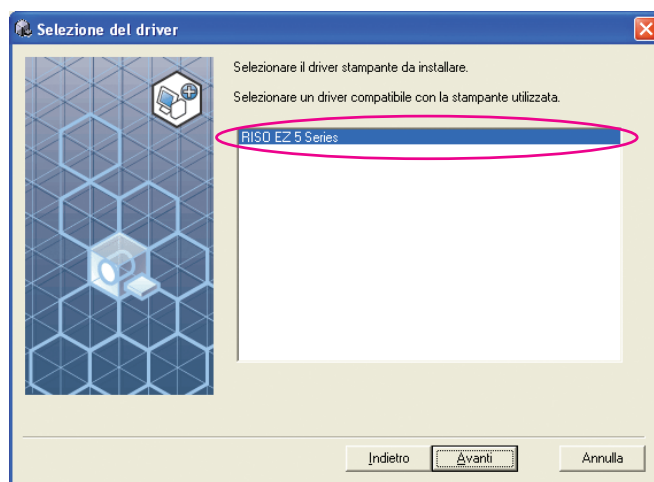 Selezione del driver
Selezionare il driver stampante da installare.
Selezionare un driver compatibile con la stampante utilizzata.
RISO EZ 5 Series
Indietro
Avanti
Annulla